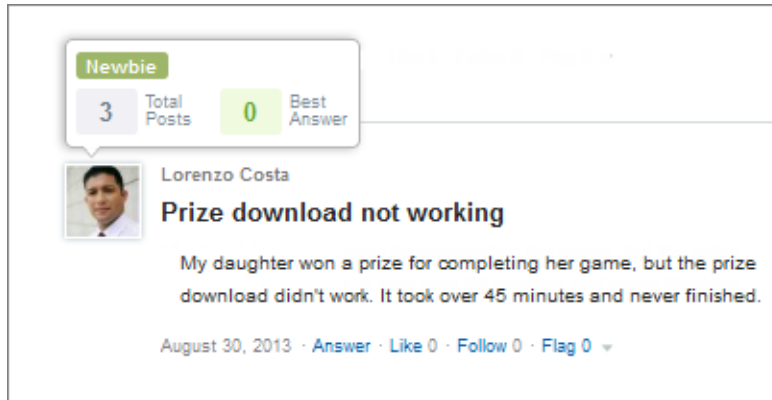 Newbie
3 Total Posts 0 Best Answer
Lorenzo Costa
Prize download not working
My daughter won a prize for completing her game, but the prize
download didn't work. It took over 45 minutes and never finished.
August 30, 2013 · Answer · Like 0 · Follow 0 · Flag 0